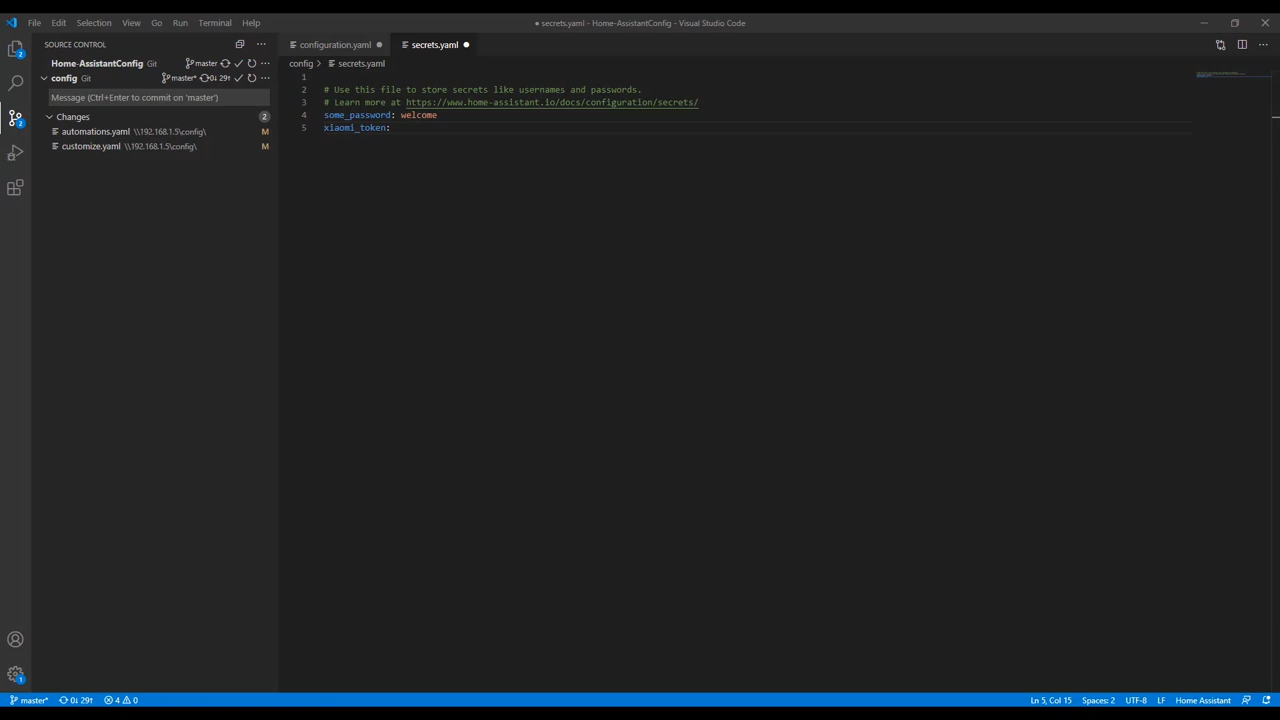 File Edit Selection View Go Run Terminal Help
● secrets.yaml - Home-AssistantConfig - Visual Studio Code
SOURCE CONTROL
Home-AssistantConfig Git master
config Git master* 0↓ 29↑
Message (Ctrl+Enter to commit on 'master')
Changes 2
automations.yaml \\192.168.1.5\config\ M
customize.yaml \\192.168.1.5\config\ M
2
2
1
configuration.yaml ●
secrets.yaml ●
config > secrets.yaml
1
2 # Use this file to store secrets like usernames and passwords.
3 # Learn more at https://www.home-assistant.io/docs/configuration/secrets/
4 some_password: welcome
5 xiaomi_token:
master* 0↓ 29↑ 4 0
Ln 5, Col 15 Spaces: 2 UTF-8 LF Home Assistant